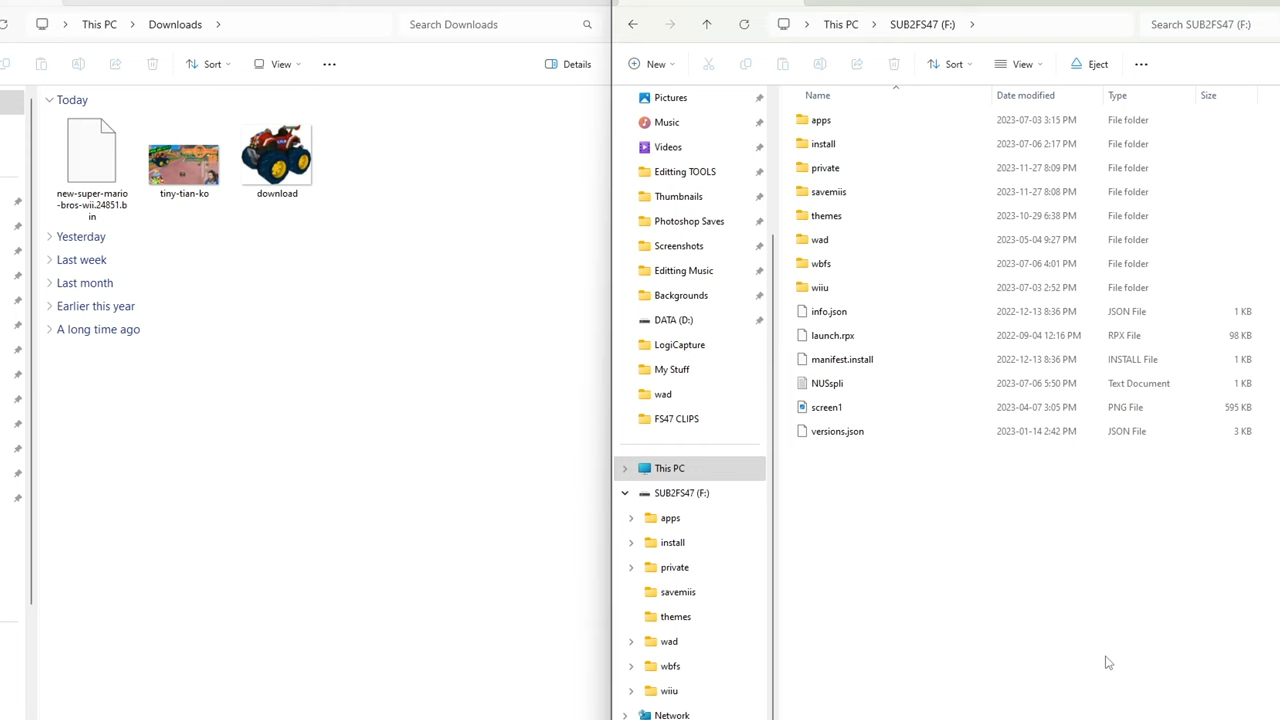 This PC
Downloads
Search Downloads
Sort
View
Details
Today
new-super-mario
-bros-wii.24851.b
in
tiny-tian-ko
download
Yesterday
Last week
Last month
Earlier this year
A long time ago
This PC
SUB2FS47 (F:)
Search SUB2FS47 (F:)
New
Sort
View
Eject
Pictures
Music
Videos
Editting TOOLS
Thumbnails
Photoshop Saves
Screenshots
Editting Music
Backgrounds
DATA (D:)
LogiCapture
My Stuff
wad
FS47 CLIPS
This PC
SUB2FS47 (F:)
apps
install
private
savemiis
themes
wad
wbfs
wiiu
Network
Name Date modified Type Size
apps 2023-07-03 3:15 PM File folder
install 2023-07-06 2:17 PM File folder
private 2023-11-27 8:09 PM File folder
savemiis 2023-11-27 8:08 PM File folder
themes 2023-10-29 6:38 PM File folder
wad 2023-05-04 9:27 PM File folder
wbfs 2023-07-06 4:01 PM File folder
wiiu 2023-07-03 2:52 PM File folder
info.json 2022-12-13 8:36 PM JSON File 1 KB
launch.rpx 2022-09-04 12:16 PM RPX File 98 KB
manifest.install 2022-12-13 8:36 PM INSTALL File 1 KB
NUSspli 2023-07-06 5:50 PM Text Document 1 KB
screen1 2023-04-07 3:05 PM PNG File 595 KB
versions.json 2023-01-14 2:42 PM JSON File 3 KB